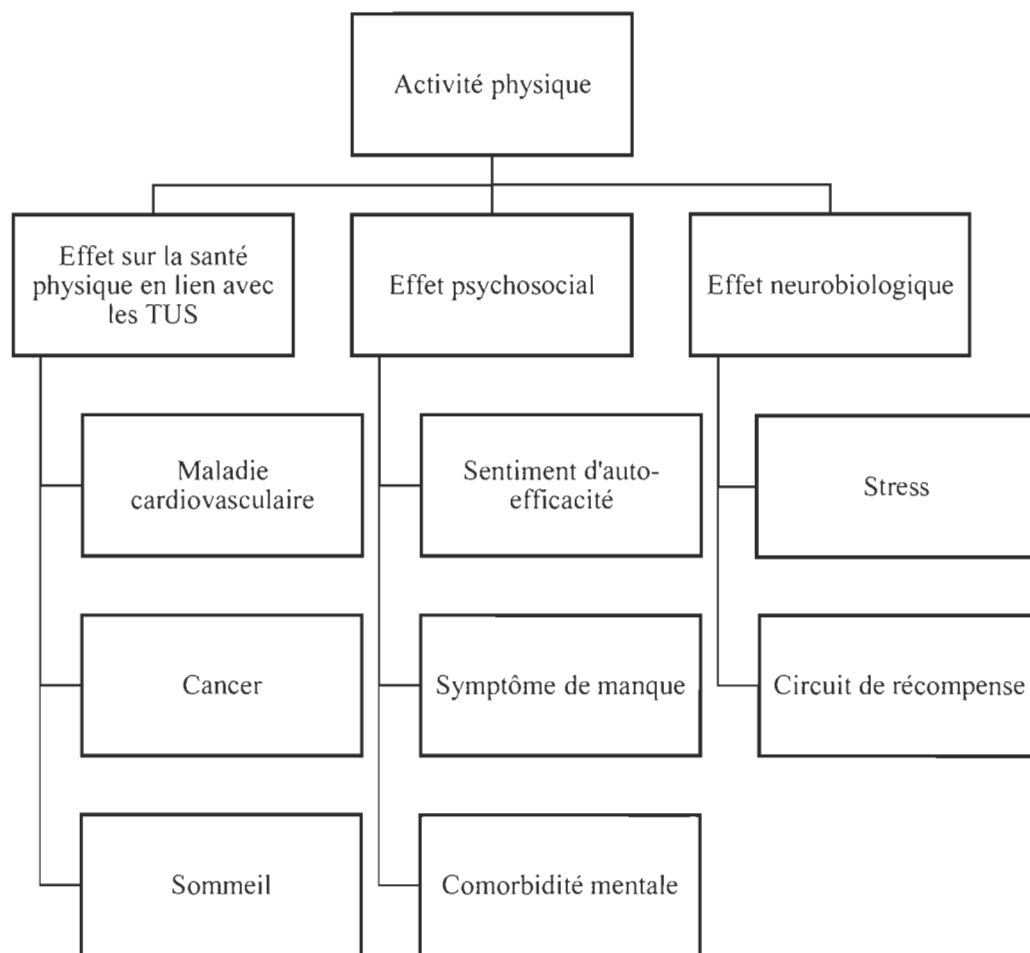 Activité physique
Effet sur la santé
physique en lien avec
les TUS
Effet psychosocial
Effet neurobiologique
Maladie
cardiovasculaire
Sentiment d'auto-
efficacité
Stress
Cancer
Symptôme de manque
Circuit de récompense
Sommeil
Comorbidité mentale